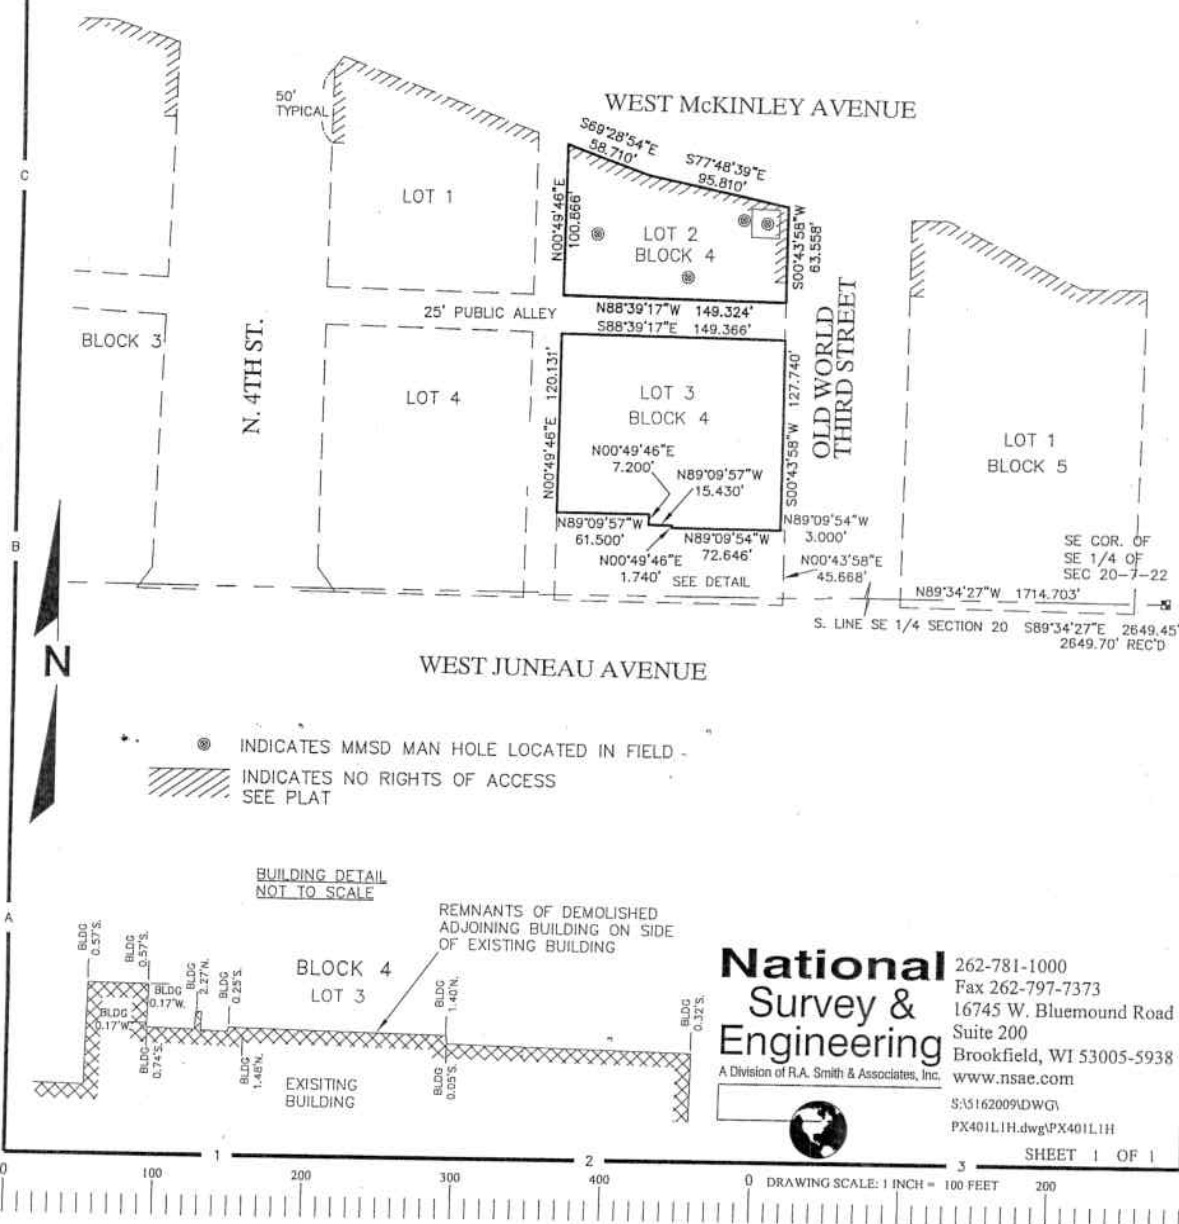 50'
TYPICAL
WEST McKINLEY AVENUE
S69°28'54"E
58.710'
S77°48'39"E
95.810'
C
LOT 1
N00°49'46"E
100.866'
LOT 2
BLOCK 4
S00°43'58"W
63.558'
25' PUBLIC ALLEY
N88°39'17"W 149.324'
S88°39'17"E 149.366'
BLOCK 3
N. 4TH ST.
LOT 4
N00°49'46"E 120.131'
LOT 3
BLOCK 4
S00°43'58"W 127.740'
OLD WORLD
THIRD STREET
LOT 1
BLOCK 5
N00°49'46"E
7.200'
N89°09'57"W
15.430'
B
N89°09'57"W
61.500'
N00°49'46"E
1.740'
N89°09'54"W
72.646'
SEE DETAIL
N89°09'54"W
3.000'
N00°43'58"E
45.668'
SE COR. OF
SE 1/4 OF
SEC 20-7-22
N89°34'27"W 1714.703'
S. LINE SE 1/4 SECTION 20 S89°34'27"E 2649.45'
2649.70' REC'D
N
WEST JUNEAU AVENUE
INDICATES MMSD MAN HOLE LOCATED IN FIELD
INDICATES NO RIGHTS OF ACCESS
SEE PLAT
BUILDING DETAIL
NOT TO SCALE
A
REMNANTS OF DEMOLISHED
ADJOINING BUILDING ON SIDE
OF EXISTING BUILDING
BLDG
0.57'S.
BLDG
0.57'S.
BLDG
0.17'W.
BLDG
0.17'W.
BLDG
2.27'N.
BLDG
0.25'S.
BLOCK 4
LOT 3
BLDG
1.40'N.
BLDG
0.32'S.
BLDG
0.74'S.
BLDG
1.48'N.
EXISITING
BUILDING
BLDG
0.05'S.
National
Survey &
Engineering
A Division of R.A. Smith & Associates, Inc.
262-781-1000
Fax 262-797-7373
16745 W. Bluemound Road
Suite 200
Brookfield, WI 53005-5938
www.nsae.com
S:\5162009\DWG\
PX401L1H.dwg\PX401L1H
SHEET 1 OF 1
1
2
3
0 100 200 300 400 0 DRAWING SCALE: 1 INCH = 100 FEET 200